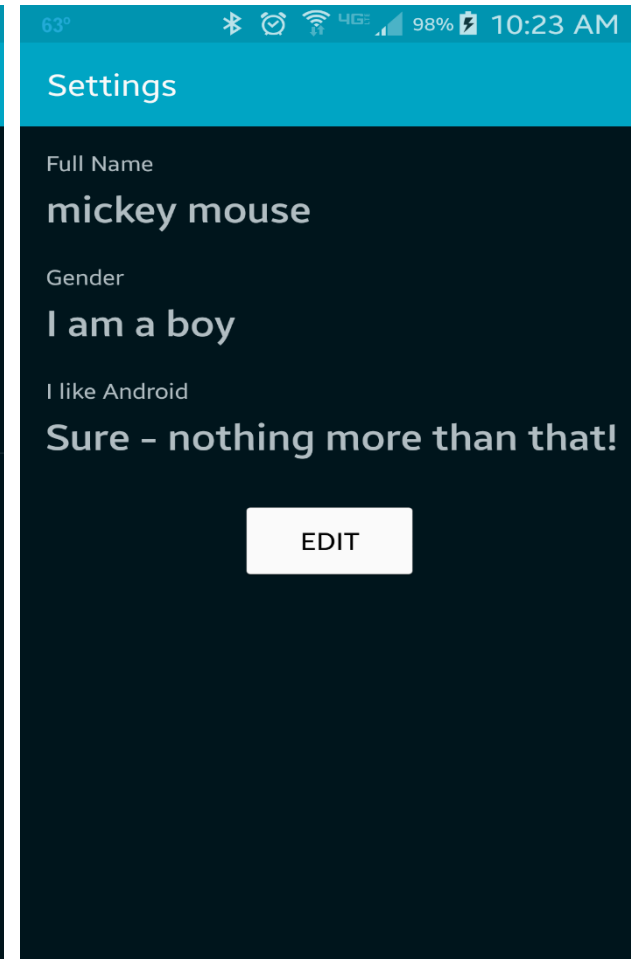 63° 4GE 98% 10:23 AM
Settings
Full Name
mickey mouse
Gender
I am a boy
I like Android
Sure - nothing more than that!
EDIT